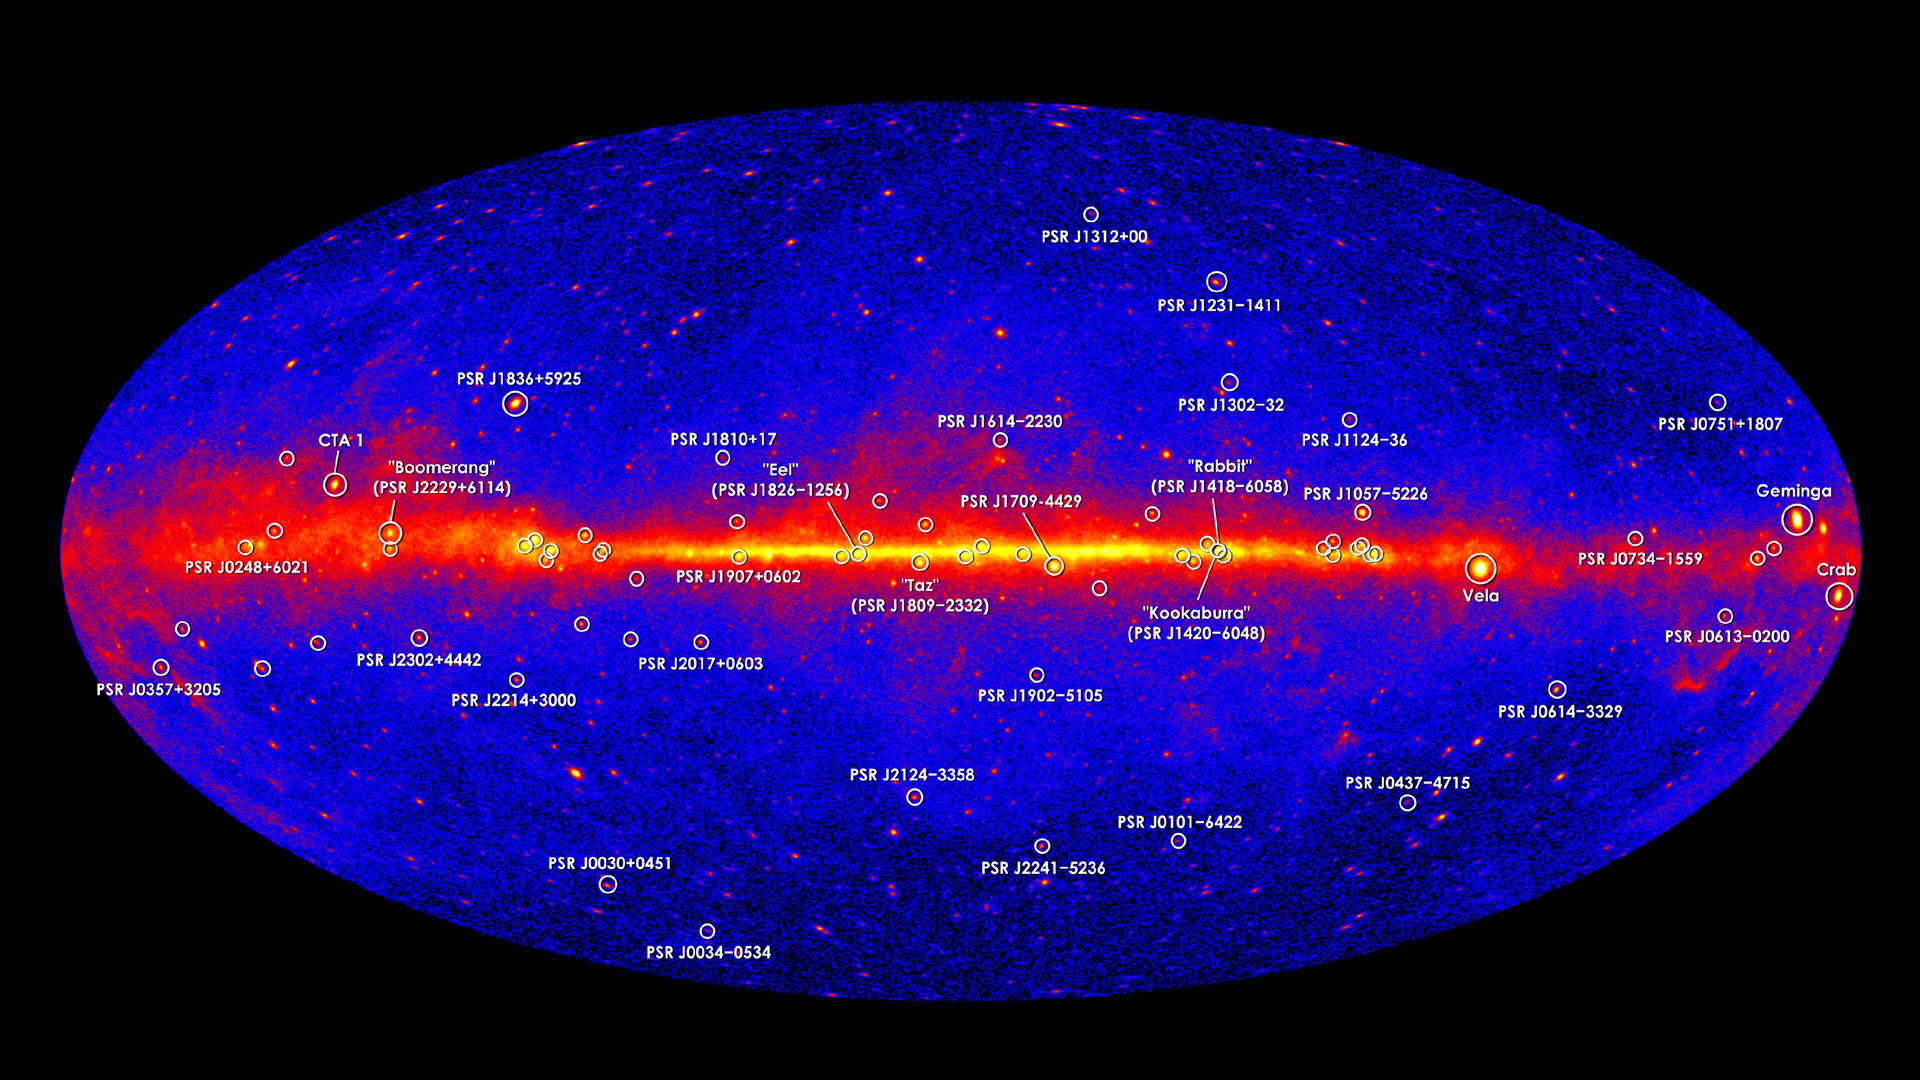 PSR J1312+00
PSR J1231−1411
PSR J1836+5925
PSR J1302−32
PSR J0751+1807
PSR J1614−2230
CTA 1
PSR J1810+17
PSR J1124−36
"Boomerang"
(PSR J2229+6114)
"Eel"
(PSR J1826−1256)
"Rabbit"
(PSR J1418−6058)
PSR J1709-4429
PSR J1057−5226
Geminga
PSR J0248+6021
PSR J1907+0602
"Taz"
(PSR J1809−2332)
PSR J0734−1559
Crab
Vela
"Kookaburra"
(PSR J1420−6048)
PSR J0613−0200
PSR J2302+4442
PSR J2017+0603
PSR J0357+3205
PSR J2214+3000
PSR J1902−5105
PSR J0614−3329
PSR J2124−3358
PSR J0437−4715
PSR J0101−6422
PSR J0030+0451
PSR J2241−5236
PSR J0034−0534